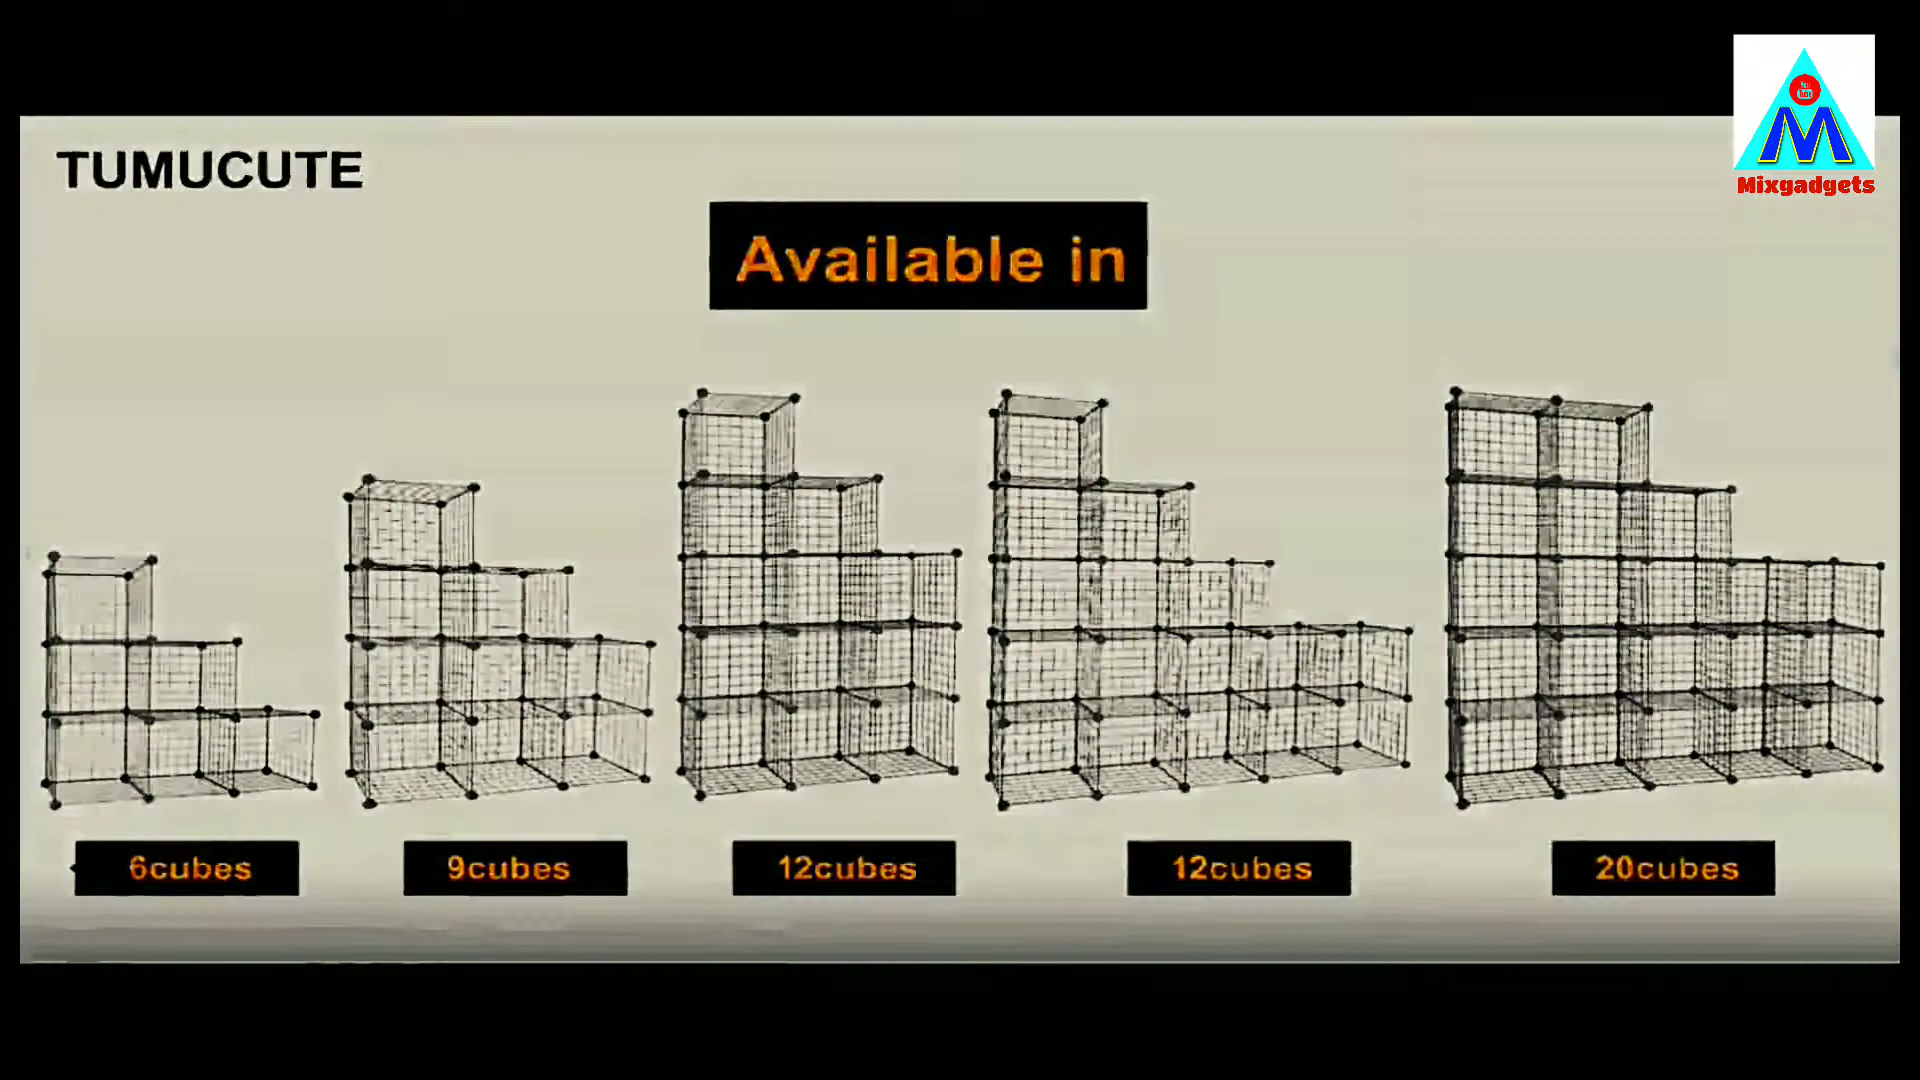 TUMUCUTE
Available in
Mixgadgets
6cubes
9cubes
12cubes
12cubes
20cubes